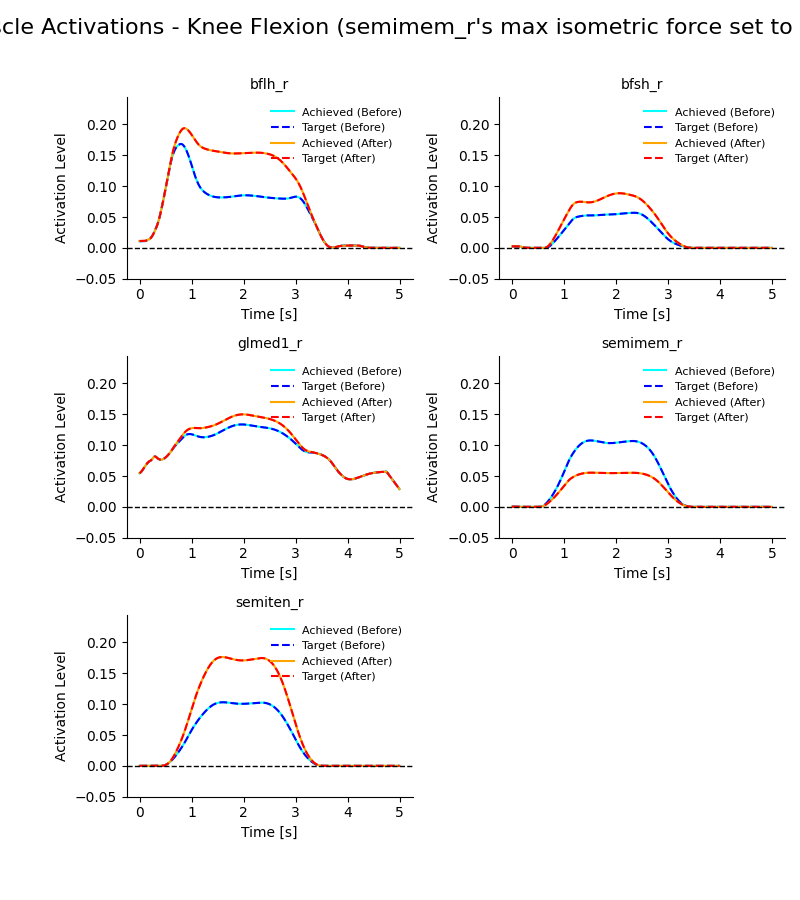 cle Activations - Knee Flexion (semimem_r's max isometric force set to
bflh_r
bfsh_r
0.20
0.15
0.10
0.05
0.00
−0.05
Activation Level
Achieved (Before)
Target (Before)
Achieved (After)
Target (After)
0 1 2 3 4 5
Time [s]
0.20
0.15
0.10
0.05
0.00
−0.05
Activation Level
Achieved (Before)
Target (Before)
Achieved (After)
Target (After)
0 1 2 3 4 5
Time [s]
glmed1_r
semimem_r
0.20
0.15
0.10
0.05
0.00
−0.05
Activation Level
Achieved (Before)
Target (Before)
Achieved (After)
Target (After)
0 1 2 3 4 5
Time [s]
0.20
0.15
0.10
0.05
0.00
−0.05
Activation Level
Achieved (Before)
Target (Before)
Achieved (After)
Target (After)
0 1 2 3 4 5
Time [s]
semiten_r
0.20
0.15
0.10
0.05
0.00
−0.05
Activation Level
Achieved (Before)
Target (Before)
Achieved (After)
Target (After)
0 1 2 3 4 5
Time [s]